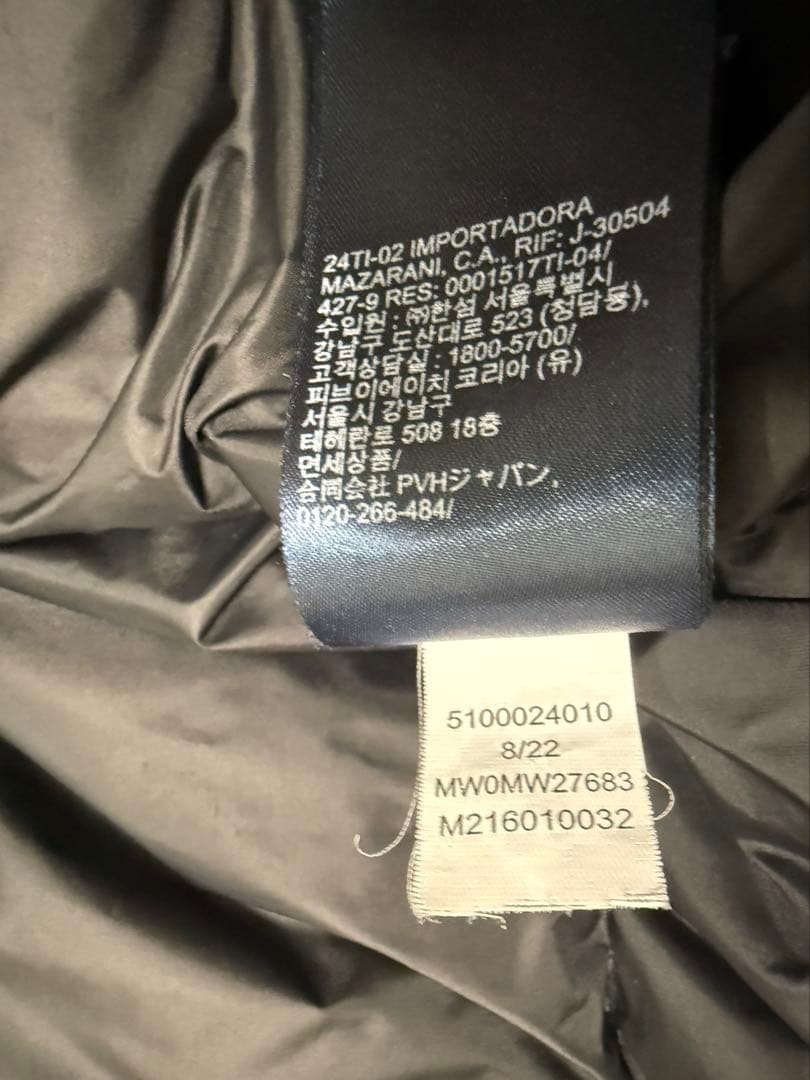 24TI-02 IMPORTADORA
MAZARANI, C.A., RIF: J-30504
427-9 RES: 0001517TI-04/
수입원 : ㈜한섬 서울특별시
강남구 도산대로 523 (청담동),
고객상담실 : 1800-5700/
피브이에이치 코리아 (유)
서울시 강남구
테헤란로 508 18층
면세상품/
合同会社 PVHジャパン,
0120-266-484/
5100024010
8/22
MW0MW27683
M216010032